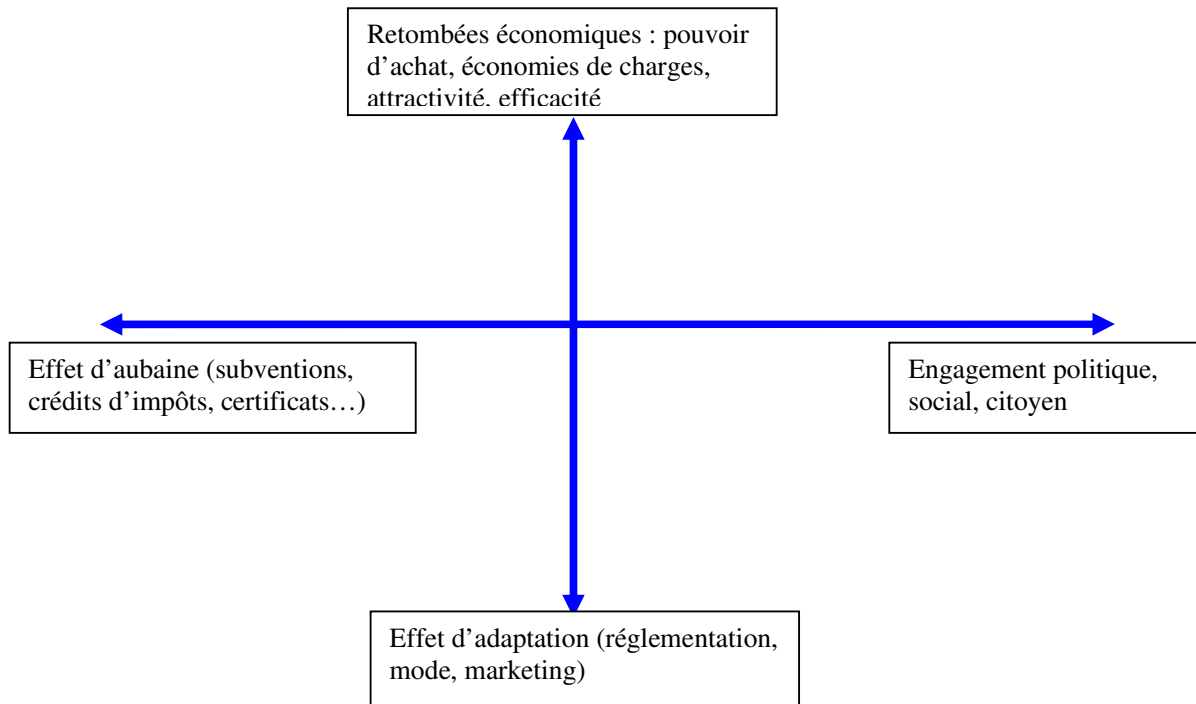 Retombées économiques : pouvoir
d’achat, économies de charges,
attractivité, efficacité
Effet d’aubaine (subventions,
crédits d’impôts, certificats…)
Engagement politique,
social, citoyen
Effet d’adaptation (réglementation,
mode, marketing)